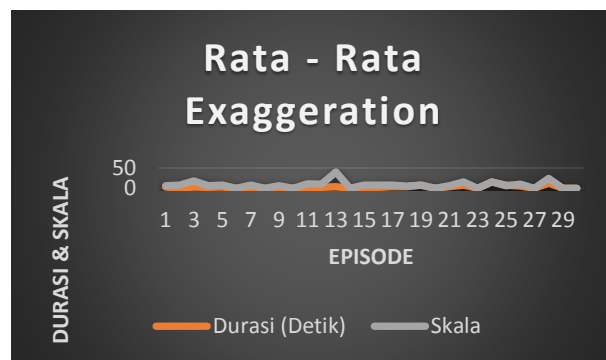 Rata - Rata
Exaggeration
DURASI & SKALA
50
0
1 3 5 7 9 11 13 15 17 19 21 23 25 27 29
EPISODE
Durasi (Detik) Skala